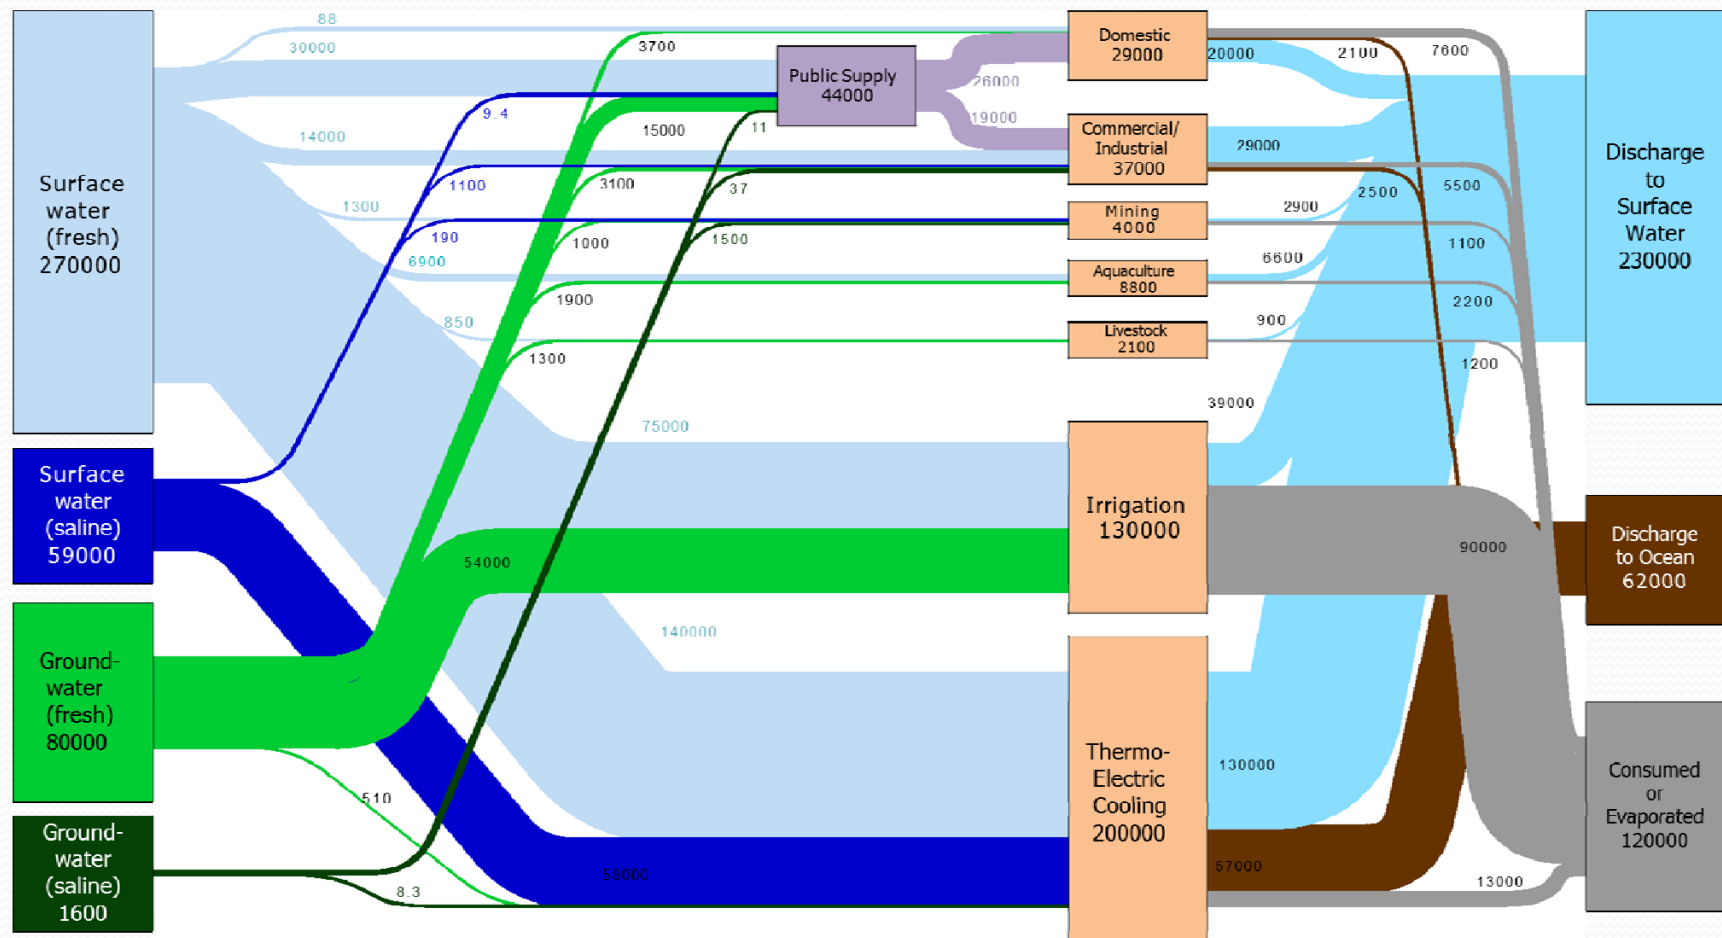 Surface
water
(fresh)
270000
Surface
water
(saline)
59000
Ground-
water
(fresh)
80000
Ground-
water
(saline)
1600
88
30000
14000
1300
6900
850
75000
140000
9.4
1100
190
58000
3700
15000
3100
1000
1900
1300
54000
510
11
37
1500
8.3
Public Supply
44000
26000
19000
Domestic
29000
Commercial/
Industrial
37000
Mining
4000
Aquaculture
8800
Livestock
2100
Irrigation
130000
Thermo-
Electric
Cooling
200000
20000
2100
7600
29000
2500
5500
2900
1100
6600
2200
900
1200
39000
90000
130000
57000
13000
Discharge
to
Surface
Water
230000
Discharge
to Ocean
62000
Consumed
or
Evaporated
120000